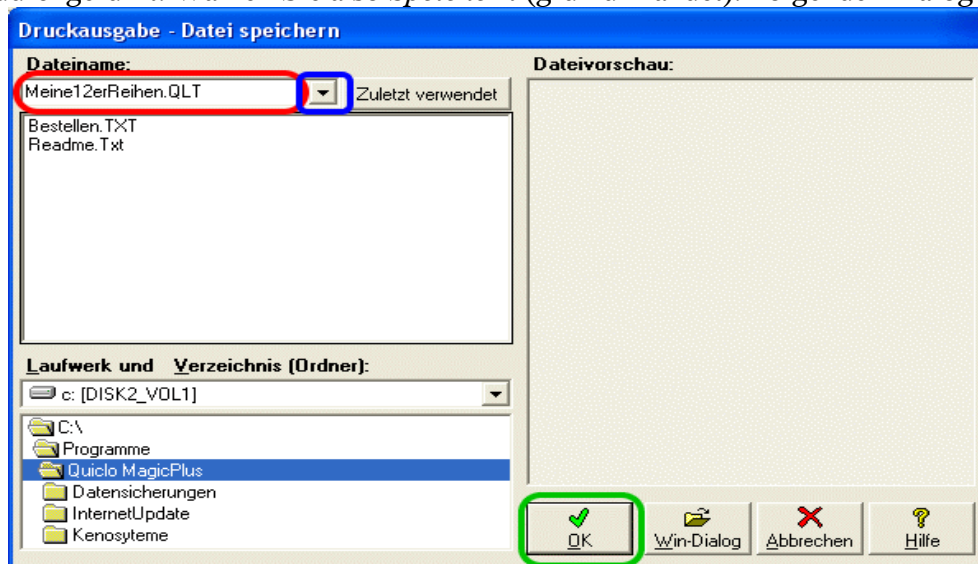 Druckausgabe - Datei speichern
Dateiname:
Meine12erReihen.QLT
Zuletzt verwendet
Bestellen.TXT
Readme.Txt
Laufwerk und Verzeichnis (Ordner):
c: [DISK2_VOL1]
C:\
Programme
Quiclo MagicPlus
Datensicherungen
InternetUpdate
Kenosyteme
Dateivorschau:
OK
Win-Dialog
Abbrechen
Hilfe